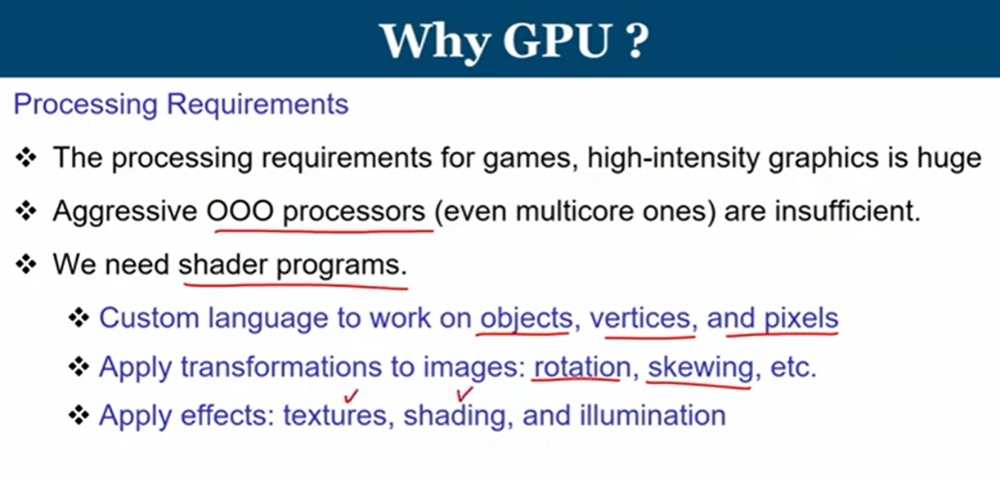 Why GPU ?
Processing Requirements
❖ The processing requirements for games, high-intensity graphics is huge
❖ Aggressive OOO processors (even multicore ones) are insufficient.
❖ We need shader programs.
❖ Custom language to work on objects, vertices, and pixels
❖ Apply transformations to images: rotation, skewing, etc.
❖ Apply effects: textures, shading, and illumination